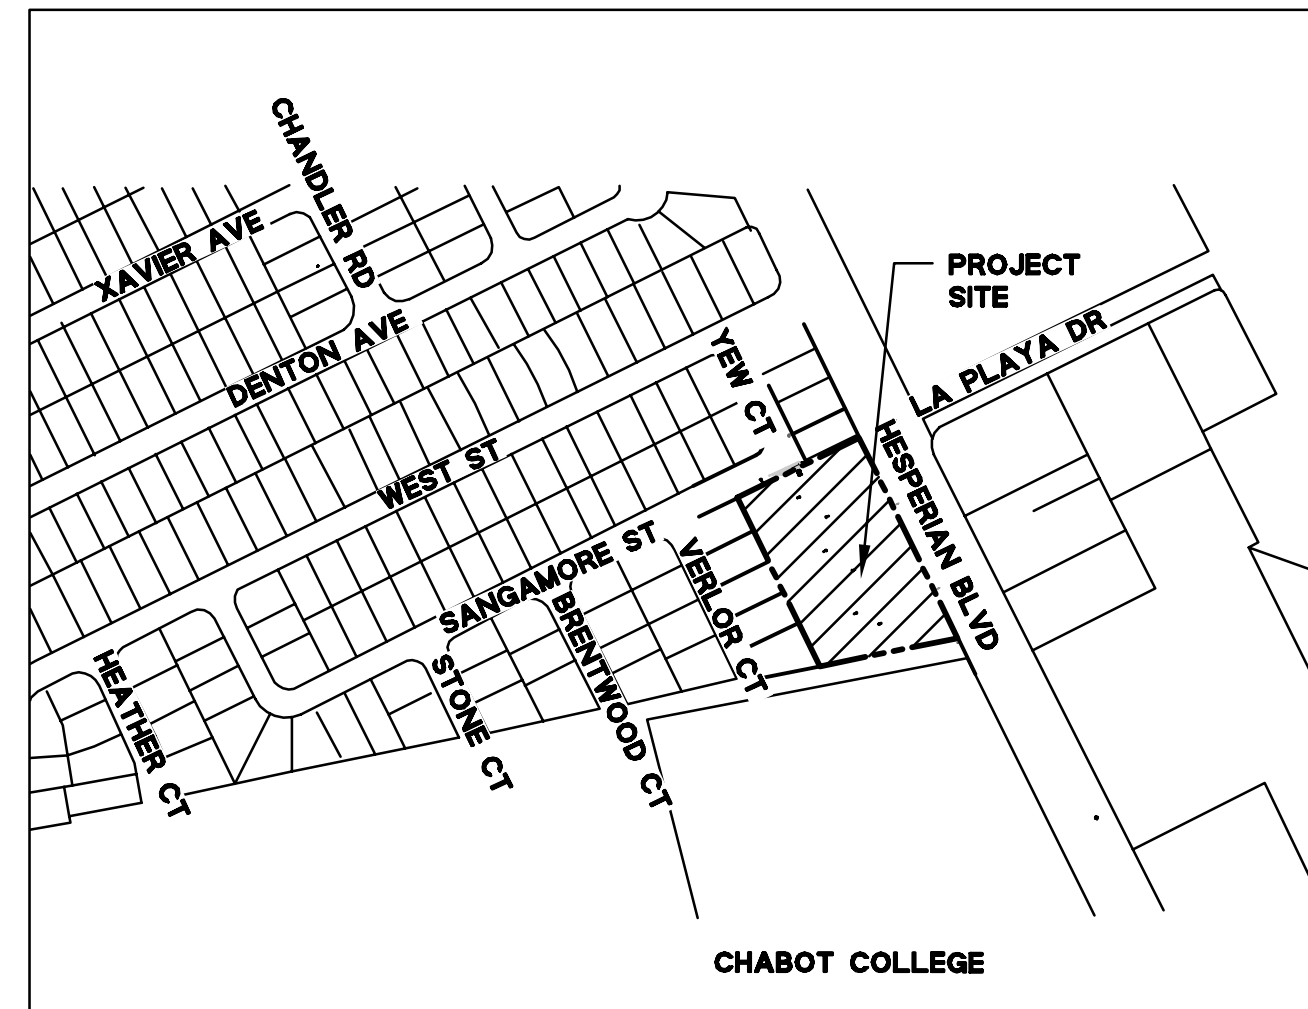 CHANDLER RD
XAVIER AVE
PROJECT
SITE
DENTON AVE
YEW CT
LA PLAYA DR
WEST ST
HESPERIAN BLVD
SANGAMORE ST
VERLOR CT
BRENTWOOD CT
STONE CT
HEATHER CT
CHABOT COLLEGE